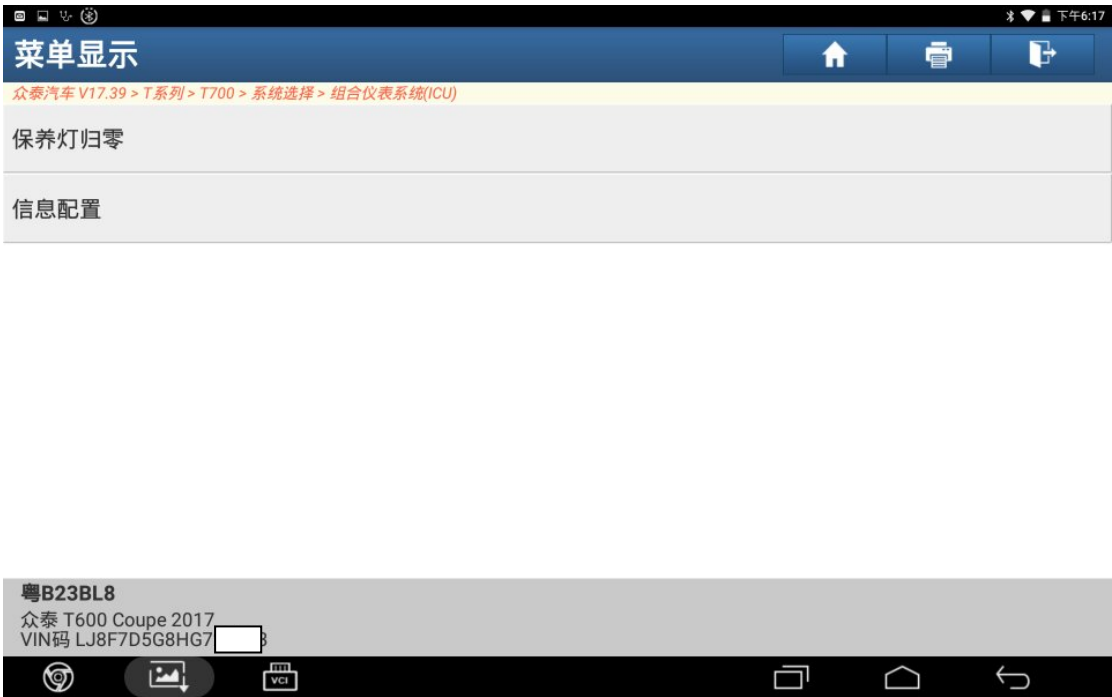 下午6:17
菜单显示
众泰汽车 V17.39 > T系列 > T700 > 系统选择 > 组合仪表系统(ICU)
保养灯归零
信息配置
粤B23BL8
众泰 T600 Coupe 2017
VIN码 LJ8F7D5G8HG7 3
VCI